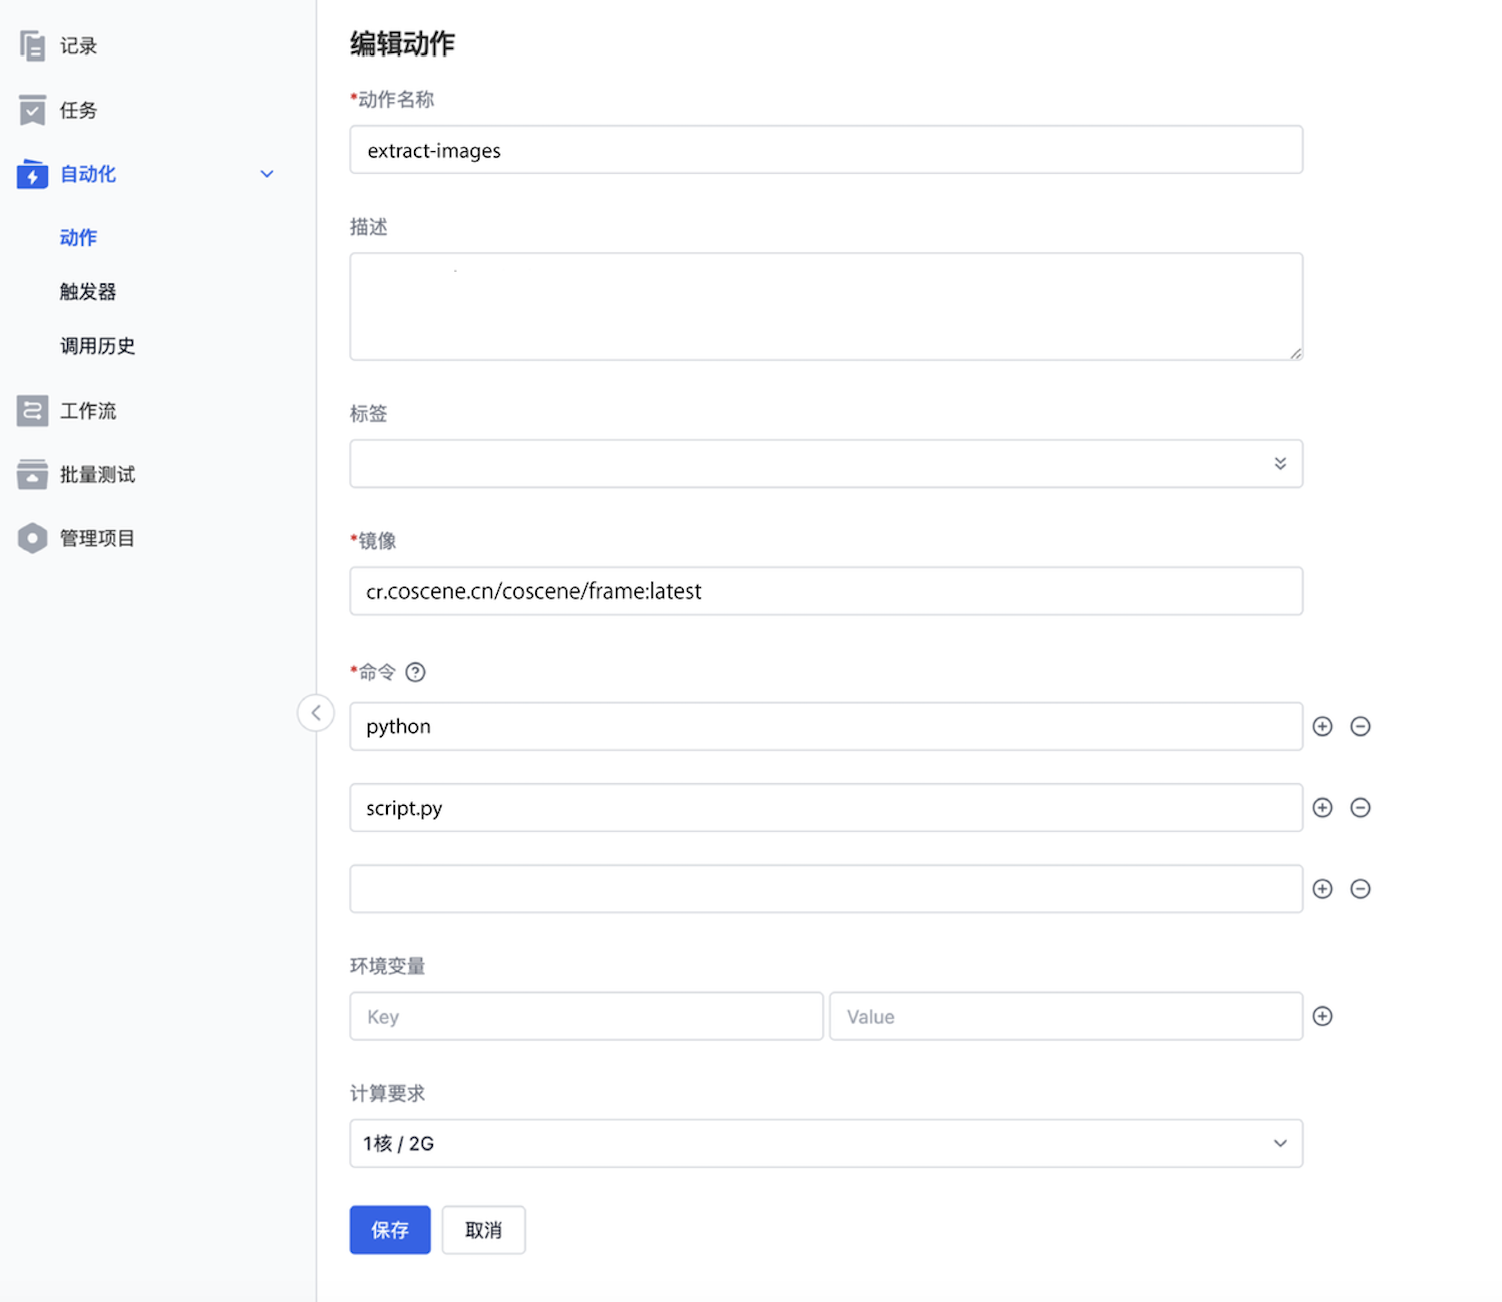 记录
任务
自动化
动作
触发器
调用历史
工作流
批量测试
管理项目
编辑动作
*动作名称
extract-images
描述
标签
*镜像
cr.coscene.cn/coscene/frame:latest
*命令
python
script.py
环境变量
Key Value
计算要求
1核 / 2G
保存 取消